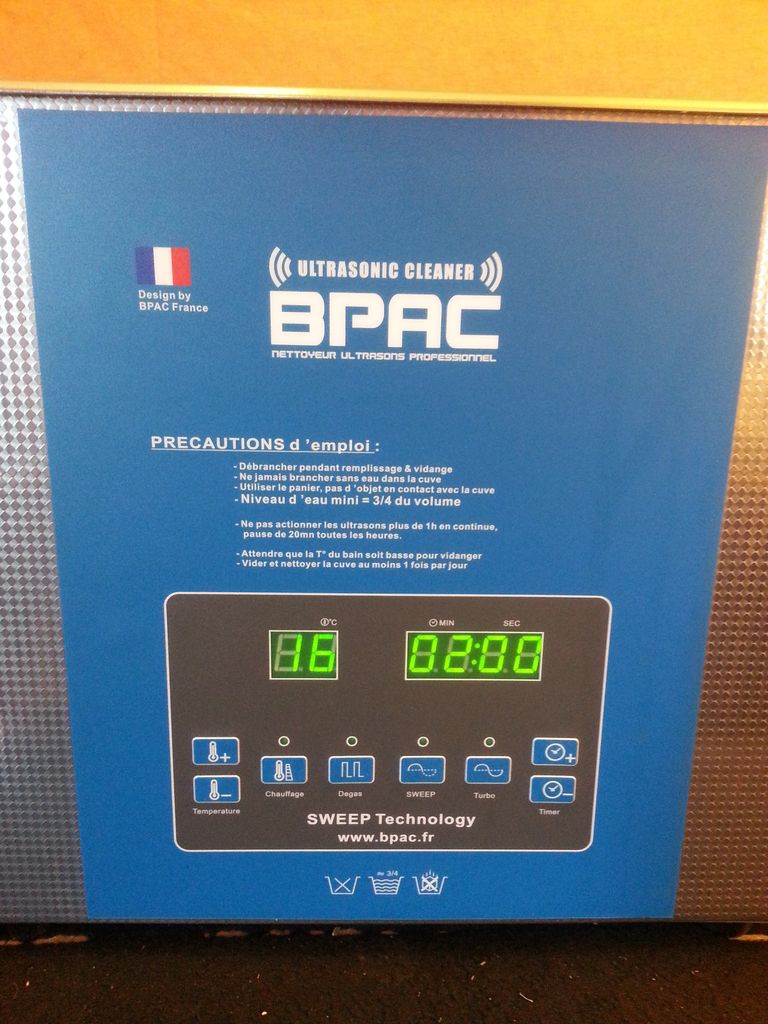 ULTRASONIC CLEANER
BPAC
NETTOYEUR ULTRASONS PROFESSIONNEL
Design by
BPAC France
PRECAUTIONS d 'emploi :
- Débrancher pendant remplissage & vidange
- Ne jamais brancher sans eau dans la cuve
- Utiliser le panier, pas d 'objet en contact avec la cuve
- Niveau d 'eau mini = 3/4 du volume
- Ne pas actionner les ultrasons plus de 1h en continue,
pause de 20mn toutes les heures.
- Attendre que la T° du bain soit basse pour vidanger
- Vider et nettoyer la cuve au moins 1 fois par jour
°C MIN SEC
16 02:00
Temperature Chauffage Degas SWEEP Turbo Timer
SWEEP Technology
www.bpac.fr
≈ 3/4